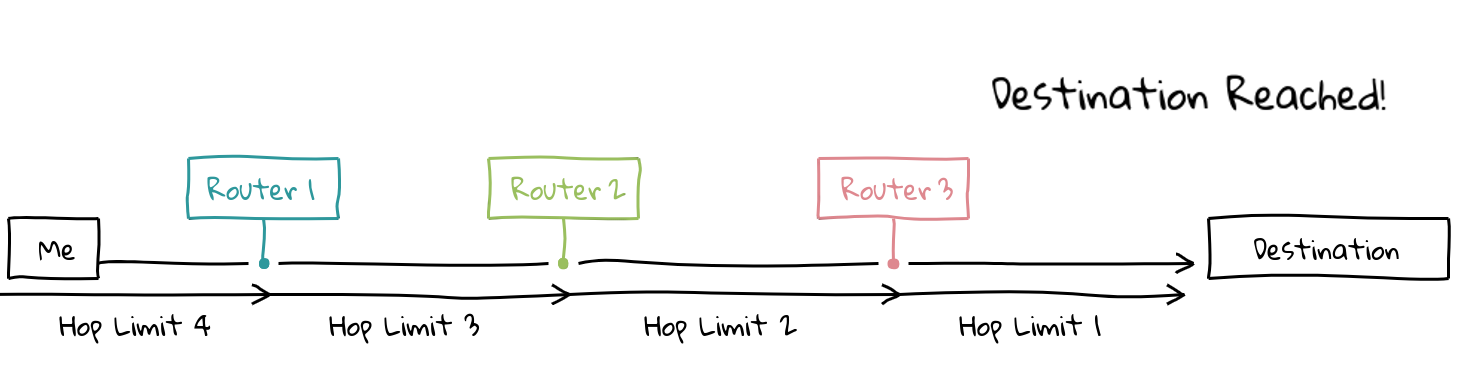 Destination Reached!
Router 1
Router 2
Router 3
Me
Destination
Hop Limit 4
Hop Limit 3
Hop Limit 2
Hop Limit 1